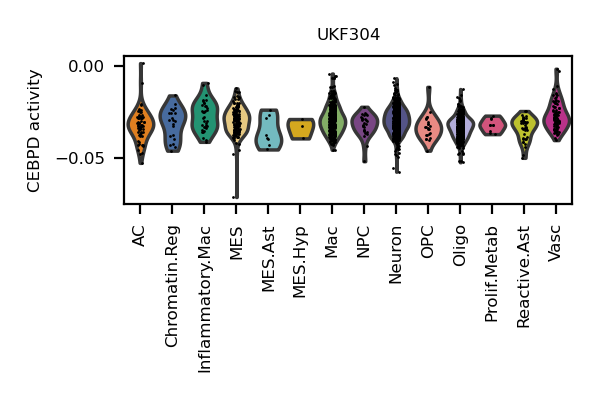 UKF304
CEBPD activity
0.00
−0.05
AC
Chromatin.Reg
Inflammatory.Mac
MES
MES.Ast
MES.Hyp
Mac
NPC
Neuron
OPC
Oligo
Prolif.Metab
Reactive.Ast
Vasc